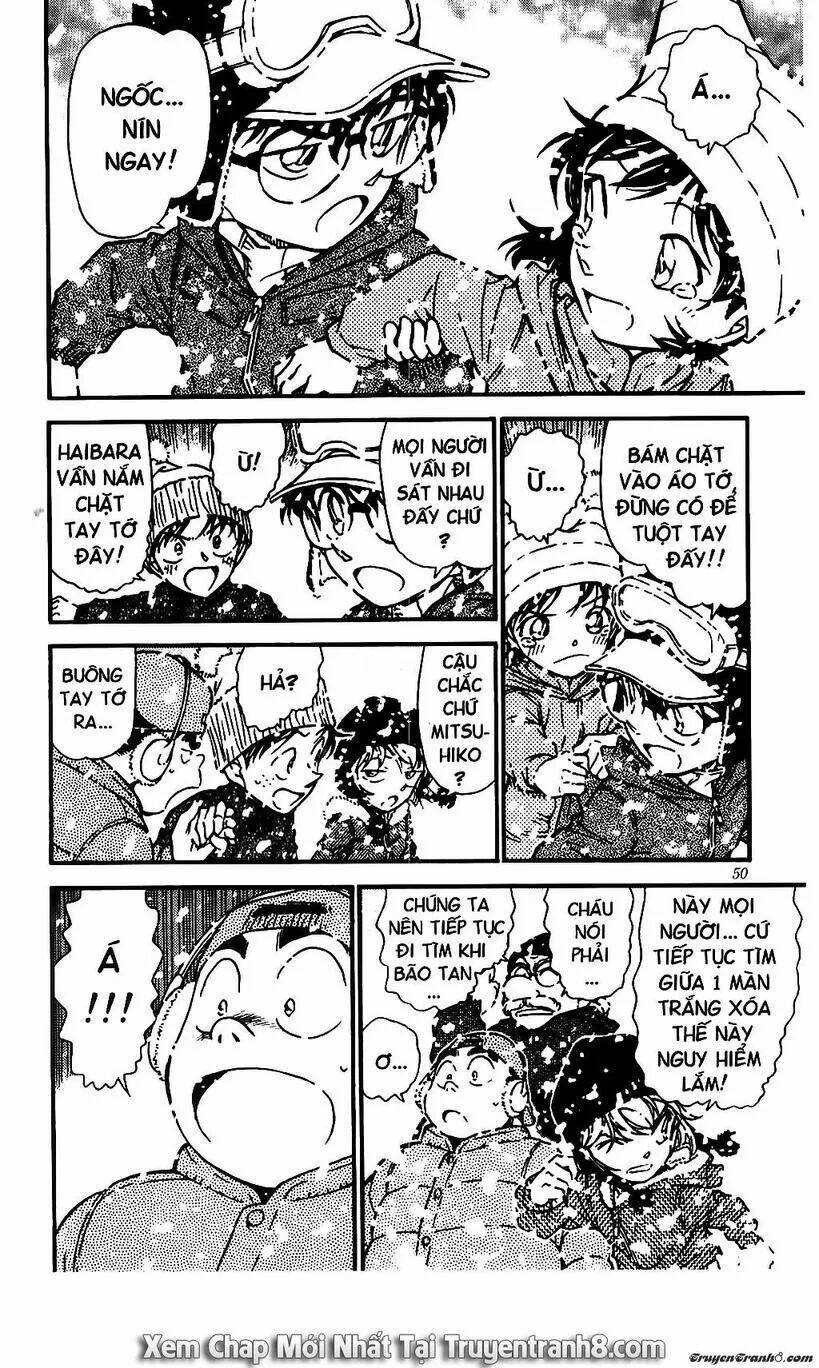 Á...
NGỐC...
NÍN
NGAY!
BÁM CHẶT
VÀO ÁO TỚ,
ĐỪNG CÓ ĐỂ
TUỘT TAY
ĐẤY!!
Ừ...
MỌI NGƯỜI
VẪN ĐI
SÁT NHAU
ĐẤY CHỨ
?
Ừ!
HAIBARA
VẪN NẮM
CHẶT
TAY TỚ
ĐÂY!
CẬU
CHẮC
CHỨ
MITSU-
HIKO
?
HẢ?
BUÔNG
TAY TỚ
RA...
50
NÀY MỌI
NGƯỜI... CỨ
TIẾP TỤC TÌM
GIỮA 1 MÀN
TRẮNG XÓA
THẾ NÀY
NGUY HIỂM
LẮM!
CHÁU
NÓI
PHẢI
...
CHÚNG TA
NÊN TIẾP TỤC
ĐI TÌM KHI
BÃO TAN
...
Ơ...
Á
!!!
Xem Chap Mới Nhất Tại Truyentranh8.com
TruyenTranh8.com